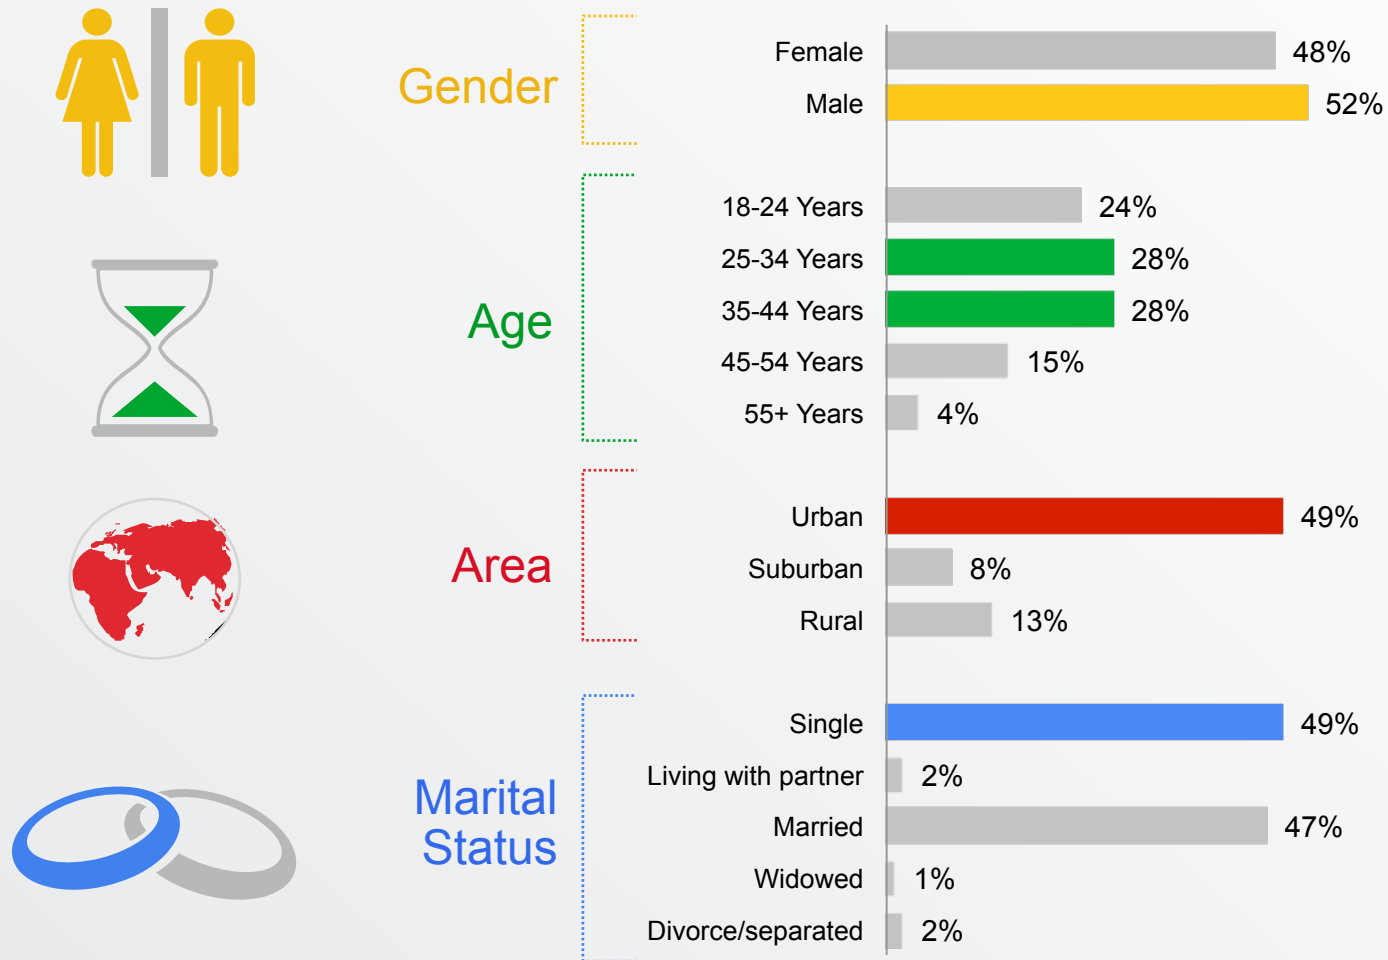 Gender
Female 48%
Male 52%
Age
18-24 Years 24%
25-34 Years 28%
35-44 Years 28%
45-54 Years 15%
55+ Years 4%
Area
Urban 49%
Suburban 8%
Rural 13%
Marital
Status
Single 49%
Living with partner 2%
Married 47%
Widowed 1%
Divorce/separated 2%